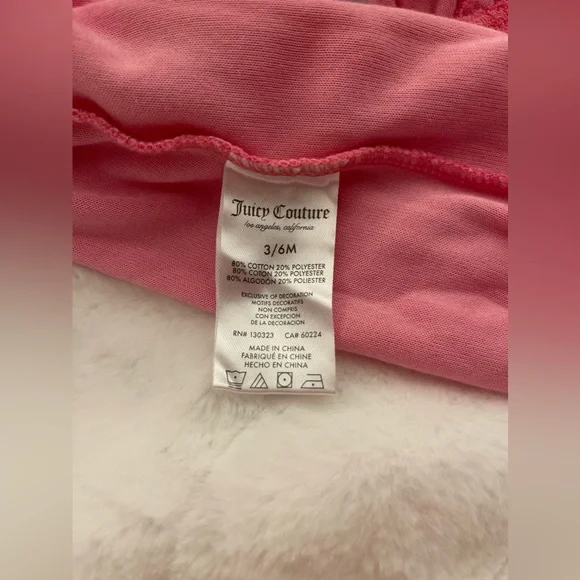 Juicy Couture
los angeles, california
3/6M
80% COTTON 20% POLYESTER
80% COTON 20% POLYESTER
80% ALGODON 20% POLIESTER
EXCLUSIVE OF DECORATION
MOTIFS DECORATIFS
NON COMPRIS
CON EXCEPCION
DE LA DECORACION
RN# 130323 CA# 60224
MADE IN CHINA
FABRIQUÉ EN CHINE
HECHO EN CHINA